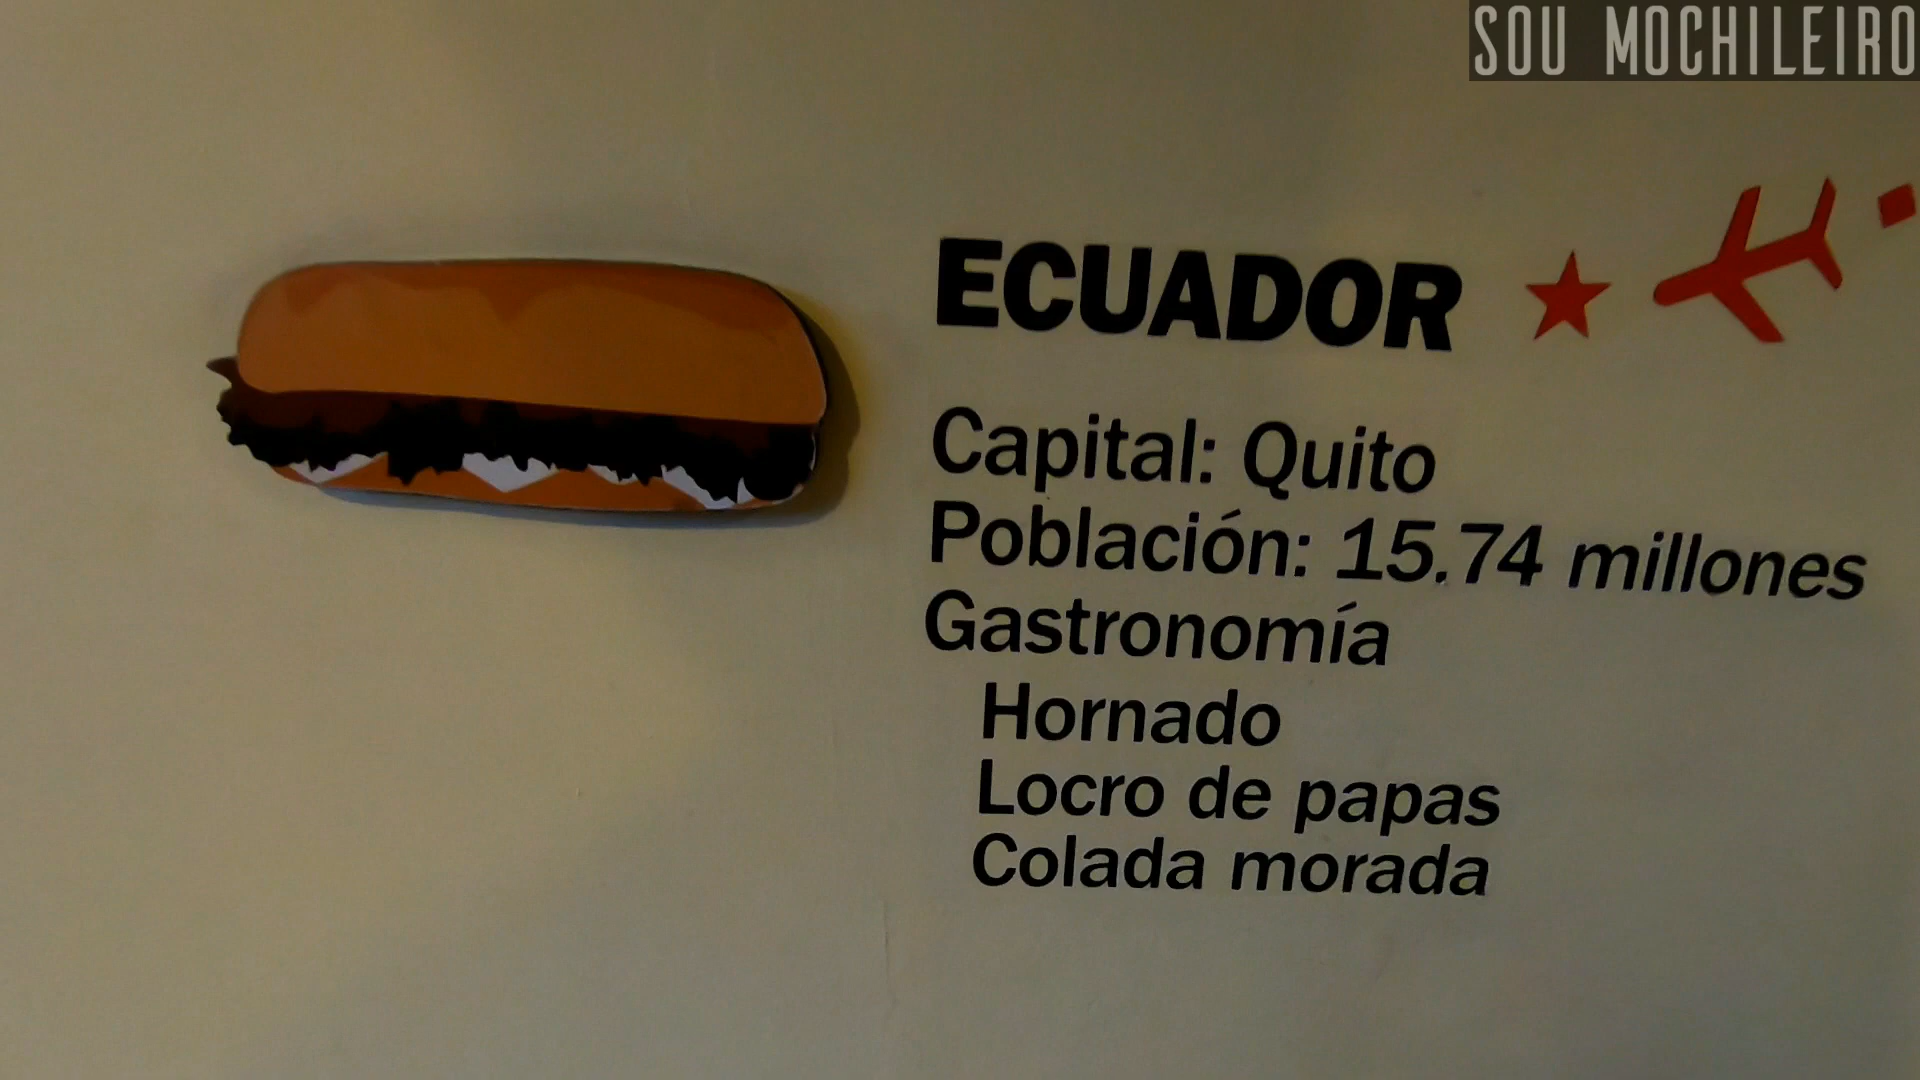 SOU MOCHILEIRO
ECUADOR
Capital: Quito
Población: 15.74 millones
Gastronomía
Hornado
Locro de papas
Colada morada